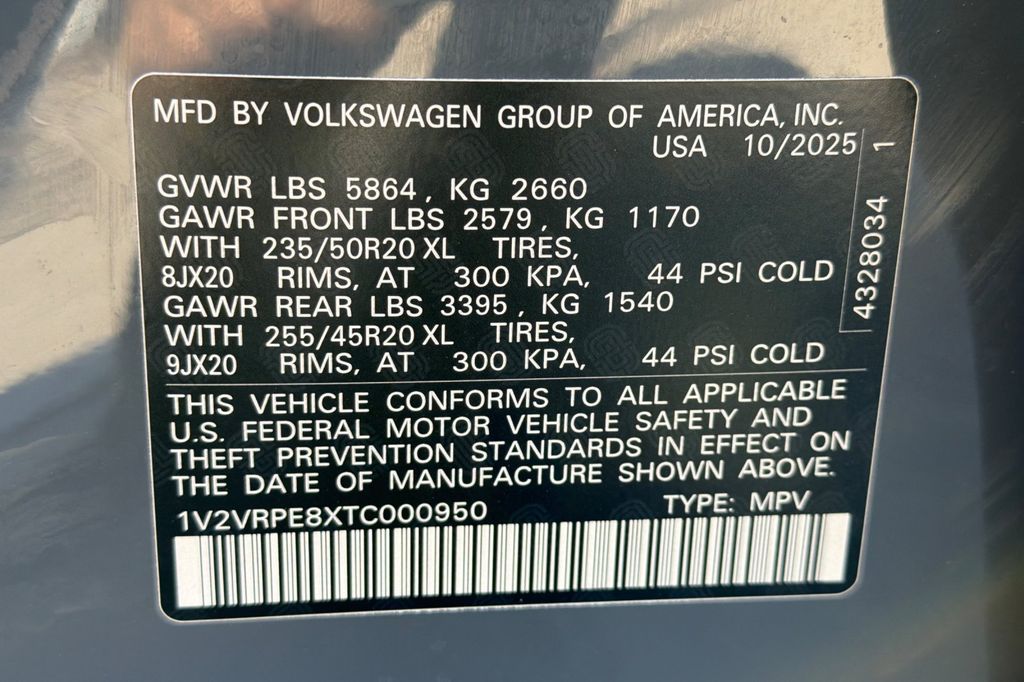 MFD BY VOLKSWAGEN GROUP OF AMERICA, INC.
USA 10/2025
GVWR LBS 5864, KG 2660
GAWR FRONT LBS 2579, KG 1170
WITH 235/50R20 XL TIRES,
8JX20 RIMS, AT 300 KPA, 44 PSI COLD
GAWR REAR LBS 3395, KG 1540
WITH 255/45R20 XL TIRES,
9JX20 RIMS, AT 300 KPA, 44 PSI COLD
4328034 1
THIS VEHICLE CONFORMS TO ALL APPLICABLE
U.S. FEDERAL MOTOR VEHICLE SAFETY AND
THEFT PREVENTION STANDARDS IN EFFECT ON
THE DATE OF MANUFACTURE SHOWN ABOVE.
1V2VRPE8XTC000950 TYPE: MPV